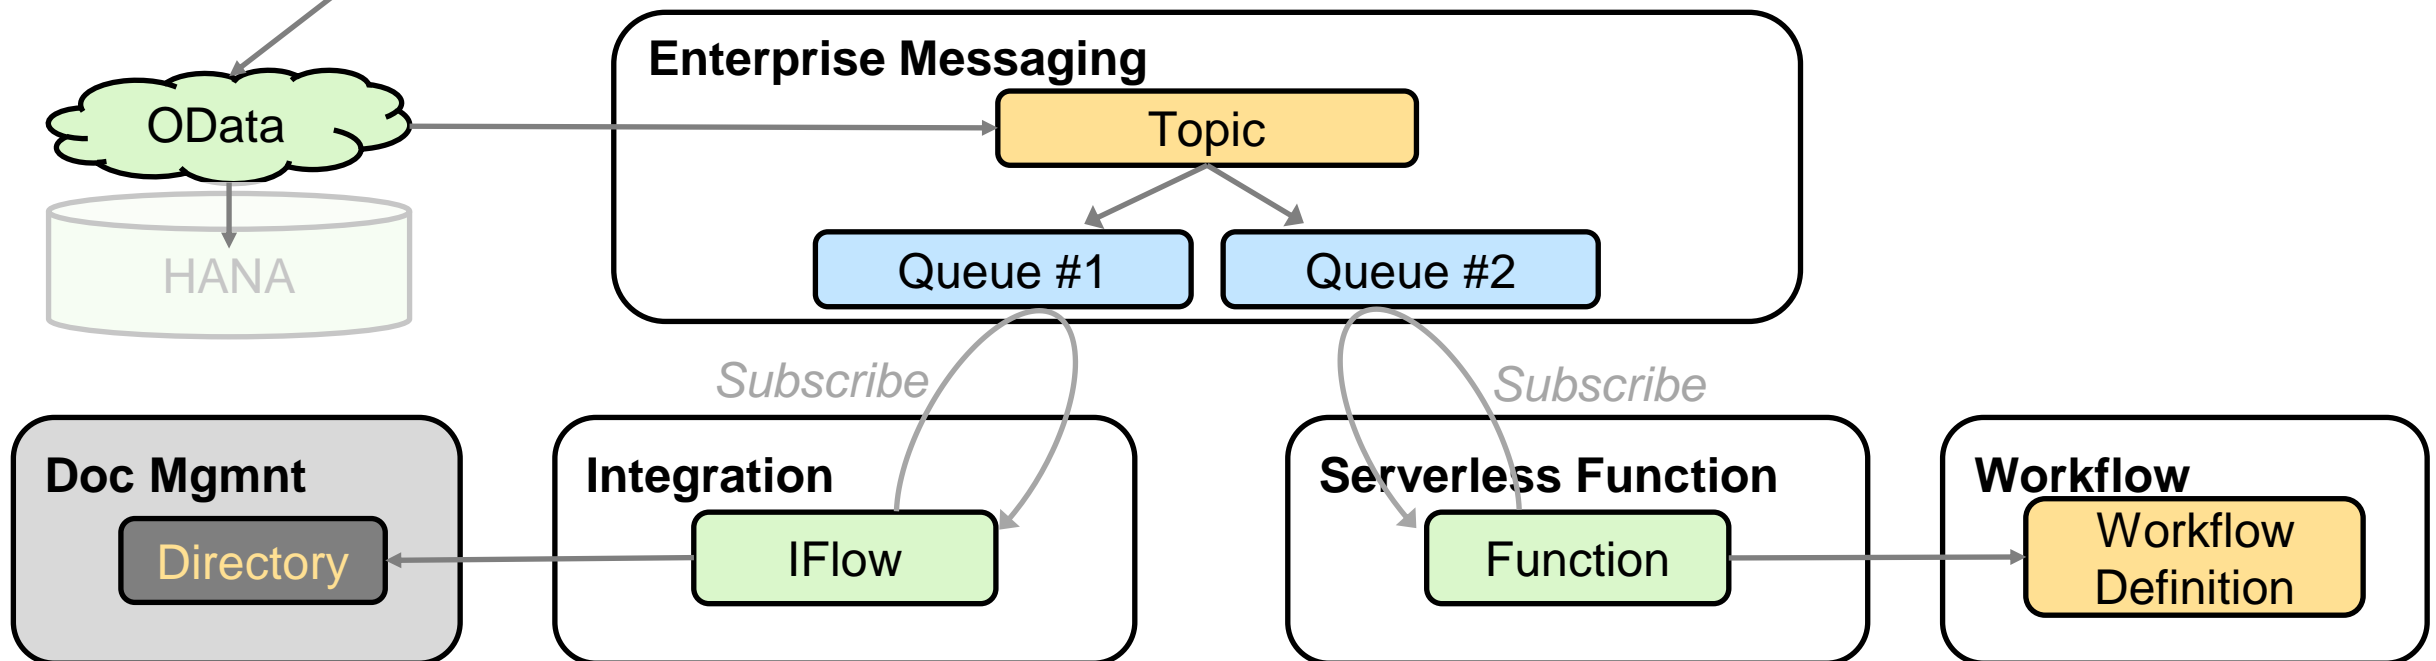 Enterprise Messaging
OData
Topic
HANA
Queue #1
Queue #2
Subscribe
Subscribe
Doc Mgmnt
Directory
Integration
IFlow
Serverless Function
Function
Workflow
Workflow
Definition